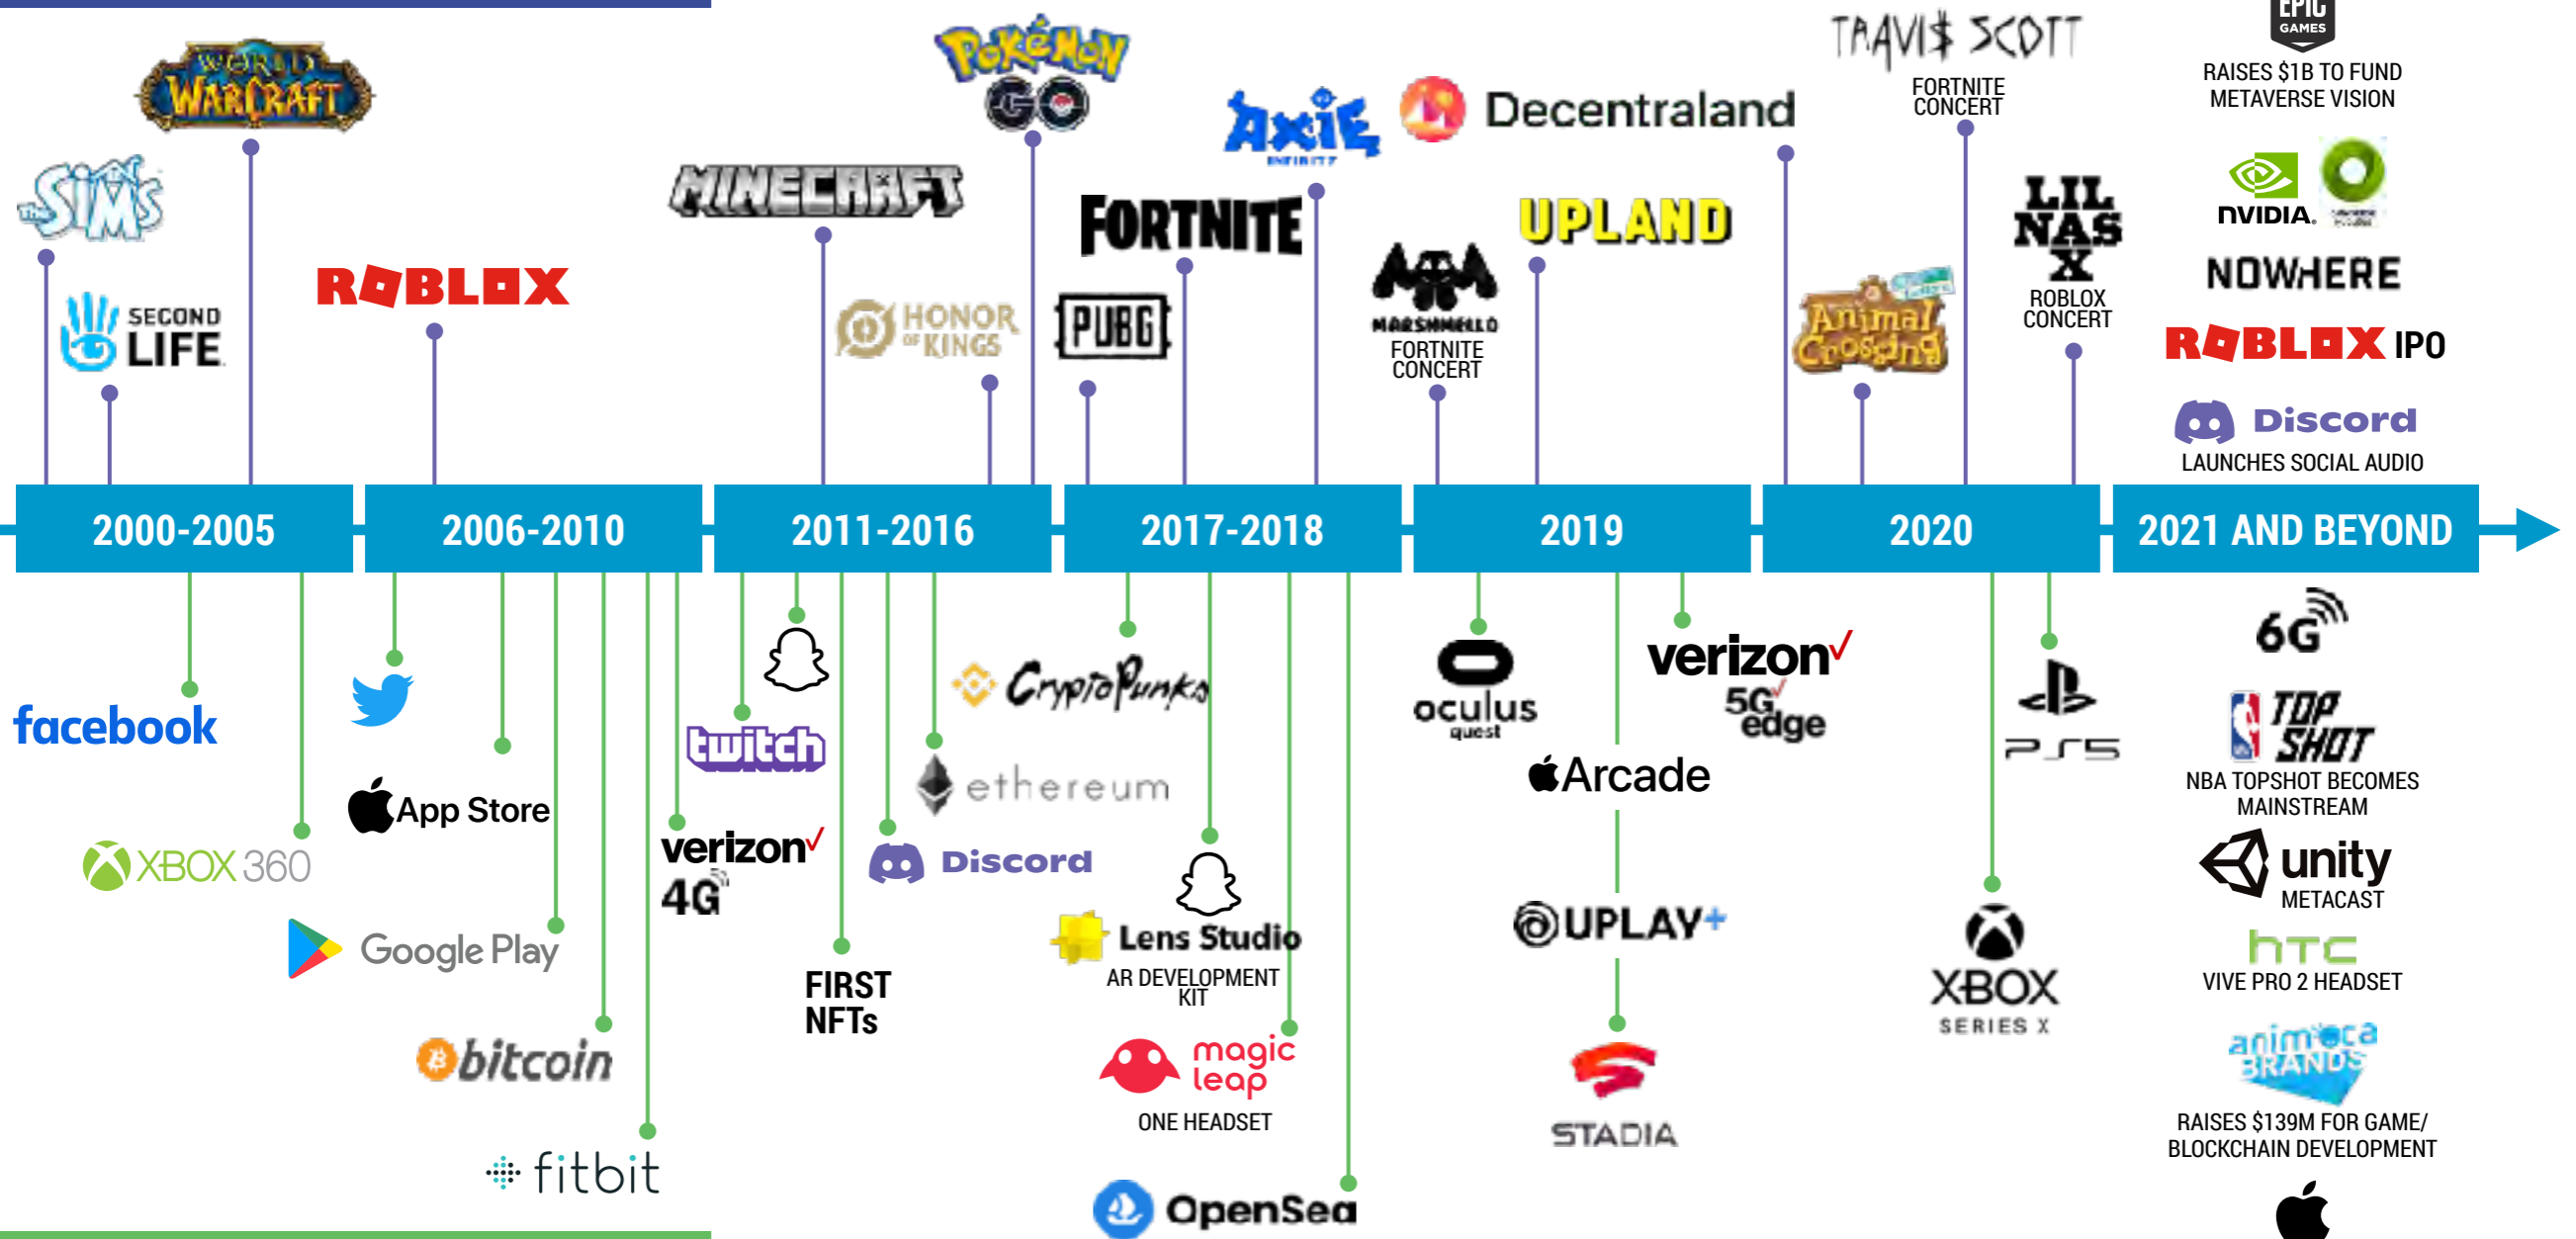 WORLD
WARCRAFT
The SIMS
SECOND
LIFE
ROBLOX
MINECRAFT
POKÉMON
GO
HONOR
OF KINGS
PUBG
FORTNITE
AXIE
INFINITY
Decentraland
MARSHMELLO
FORTNITE
CONCERT
UPLAND
TRAVI$ SCOTT
FORTNITE
CONCERT
Animal
Crossing
LIL
NAS
X
ROBLOX
CONCERT
EPIC
GAMES
RAISES $1B TO FUND
METAVERSE VISION
NVIDIA
NOWHERE
ROBLOX IPO
Discord
LAUNCHES SOCIAL AUDIO
2000-2005
2006-2010
2011-2016
2017-2018
2019
2020
2021 AND BEYOND
facebook
XBOX 360
App Store
Google Play
bitcoin
fitbit
verizon
4G
twitch
FIRST
NFTs
Discord
ethereum
CryptoPunks
Lens Studio
AR DEVELOPMENT
KIT
magic
leap
ONE HEADSET
OpenSea
oculus
quest
Arcade
UPLAY+
STADIA
verizon
5G
edge
XBOX
SERIES X
PS5
6G
TOP
SHOT
NBA TOPSHOT BECOMES
MAINSTREAM
unity
METACAST
hTC
VIVE PRO 2 HEADSET
animoca
BRANDS
RAISES $139M FOR GAME/
BLOCKCHAIN DEVELOPMENT